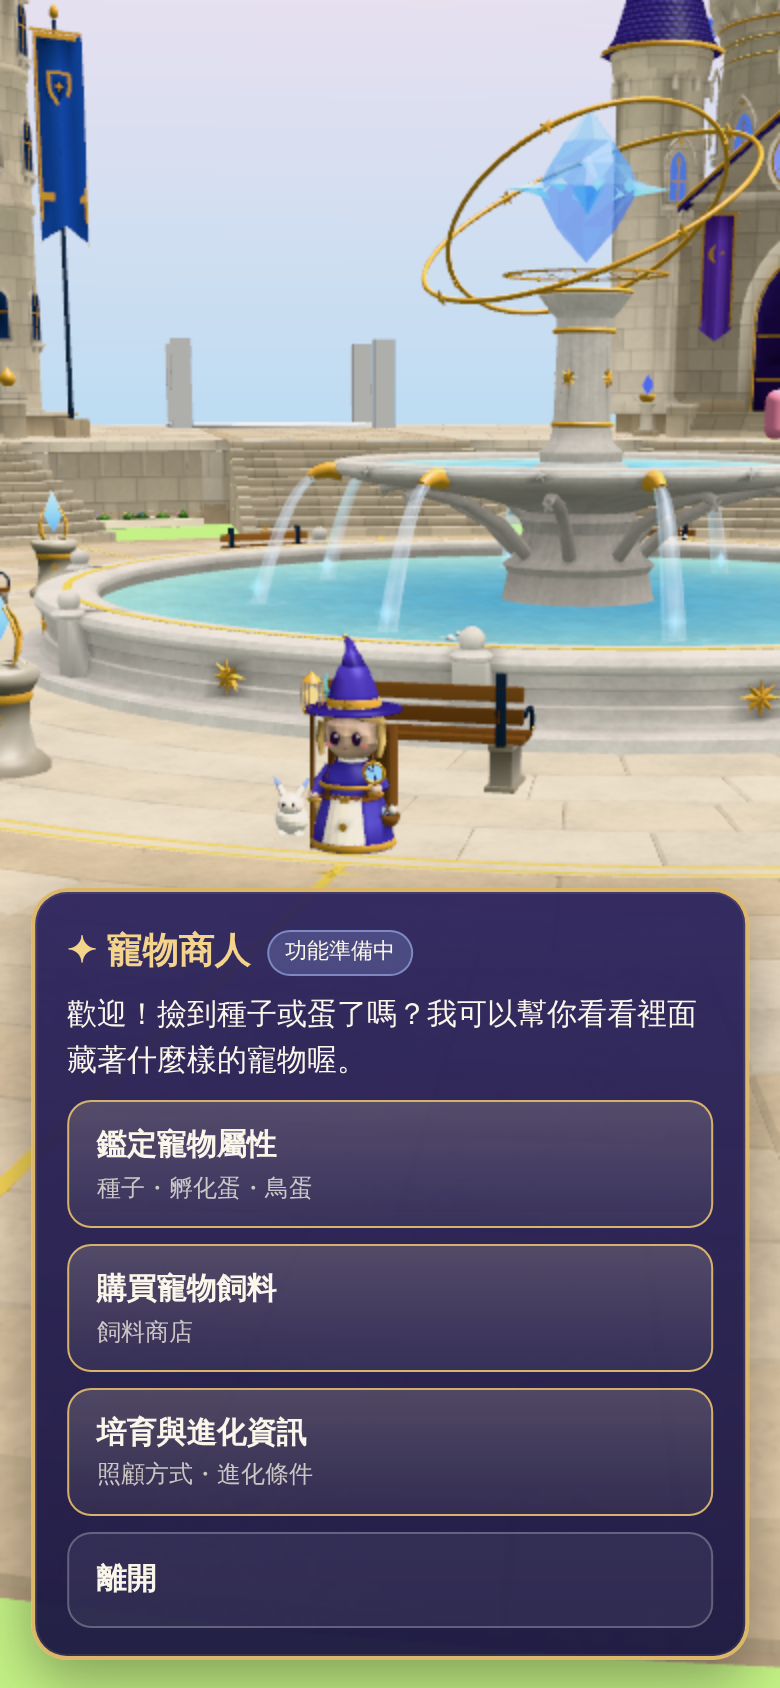 ✦ 寵物商人 功能準備中
歡迎！撿到種子或蛋了嗎？我可以幫你看看裡面
藏著什麼樣的寵物喔。
鑑定寵物屬性
種子・孵化蛋・鳥蛋
購買寵物飼料
飼料商店
培育與進化資訊
照顧方式・進化條件
離開